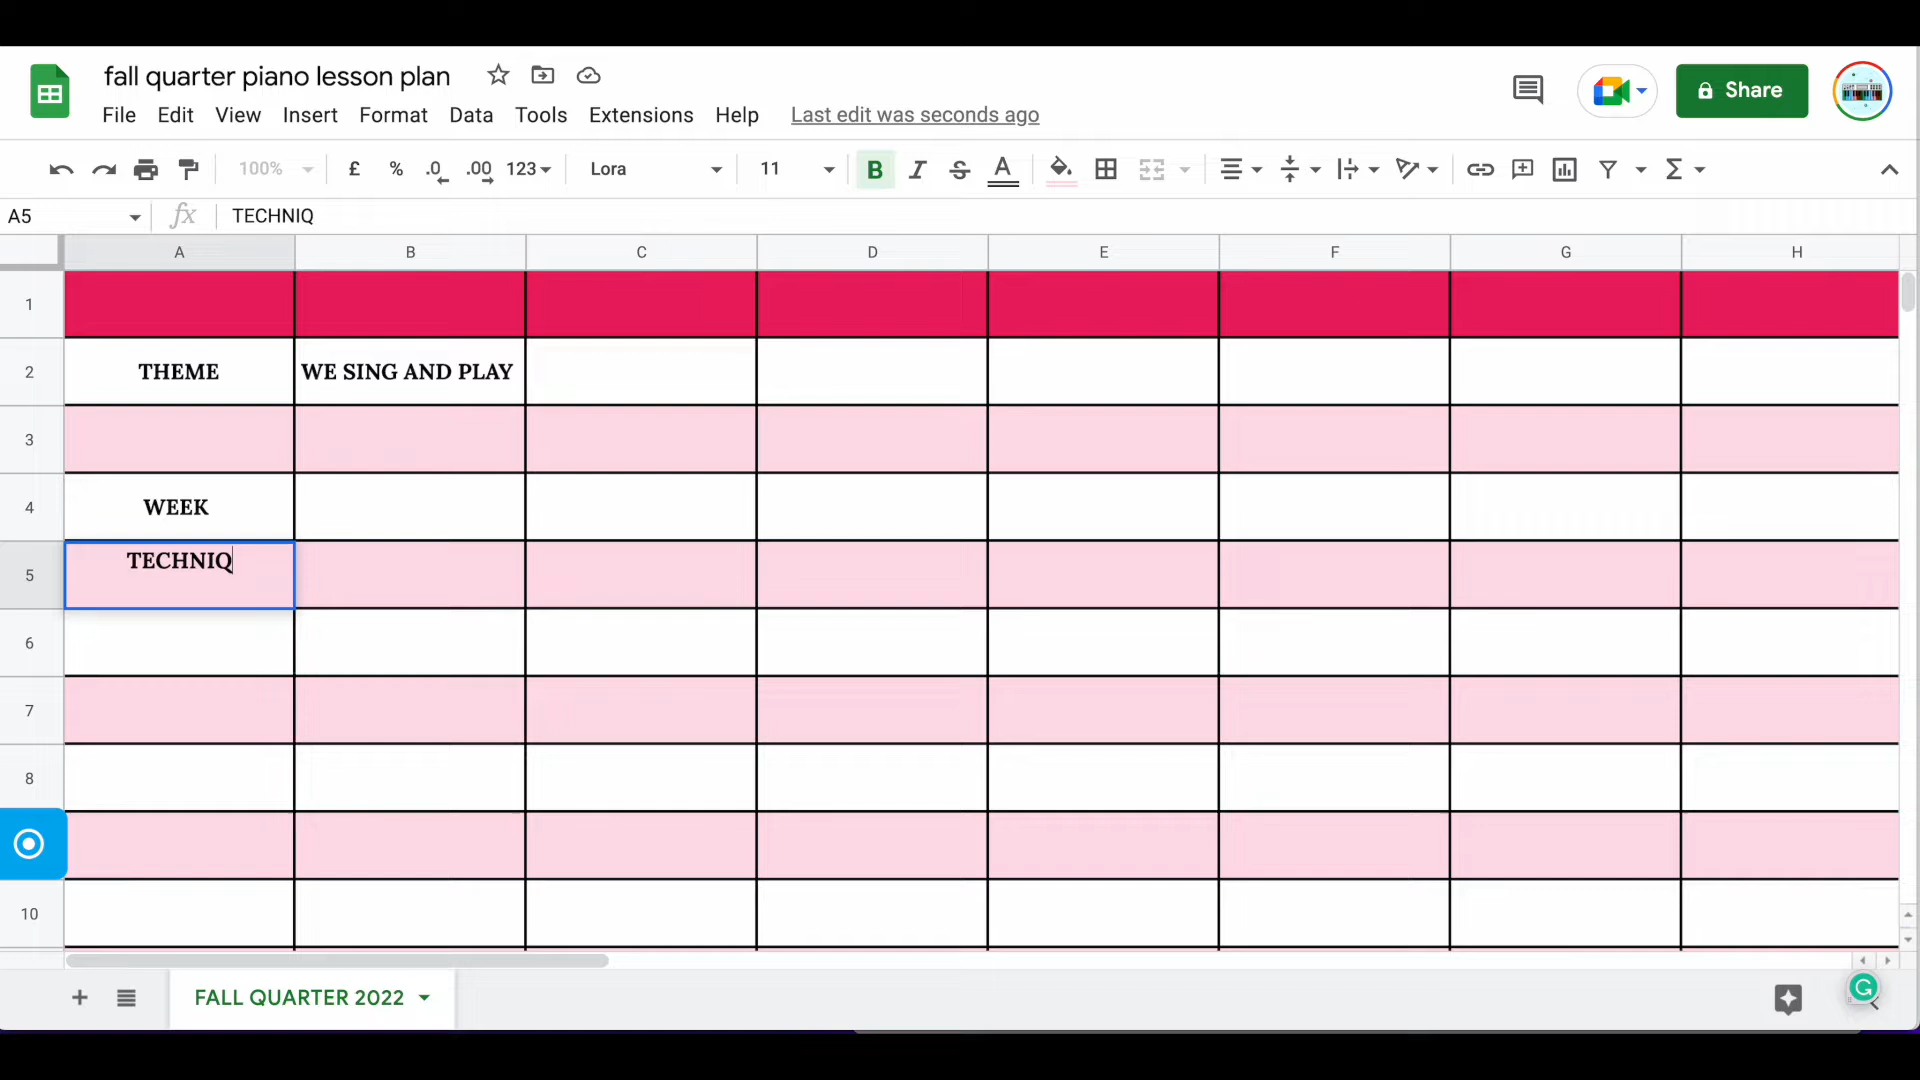 fall quarter piano lesson plan
File Edit View Insert Format Data Tools Extensions Help Last edit was seconds ago
Share
100% £ % .0 .00 123 Lora 11 B I S A Σ
A5 fx TECHNIQ
A B C D E F G H
1
2 THEME WE SING AND PLAY
3
4 WEEK
5 TECHNIQ
6
7
8
10
FALL QUARTER 2022
G